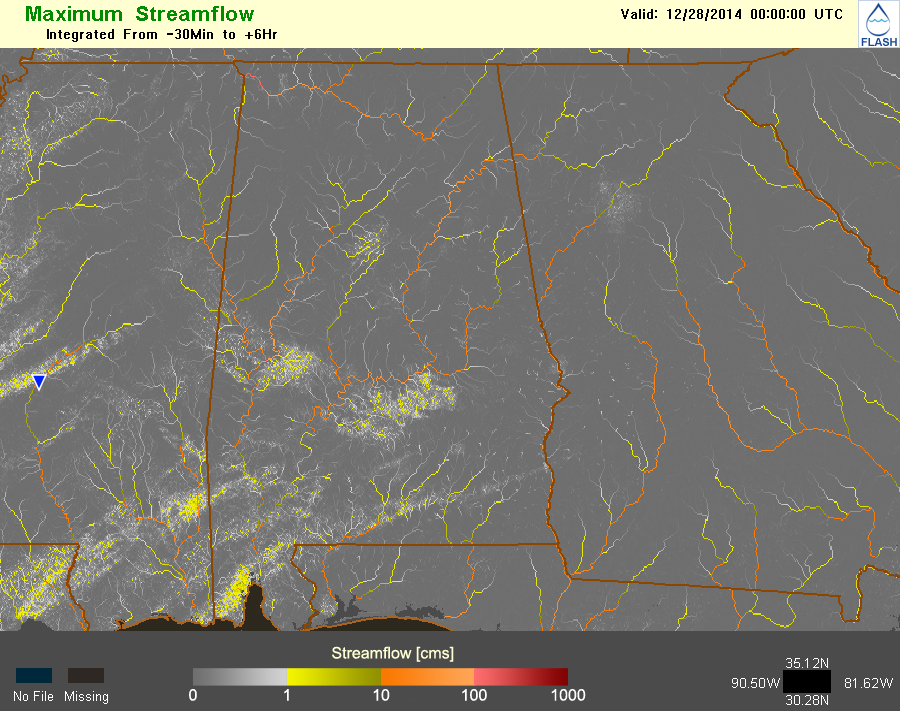 Maximum Streamflow
Integrated From -30Min to +6Hr
Valid: 12/28/2014 00:00:00 UTC
FLASH
Streamflow [cms]
No File
Missing
0 1 10 100 1000
35.12N
90.50W 81.62W
30.28N